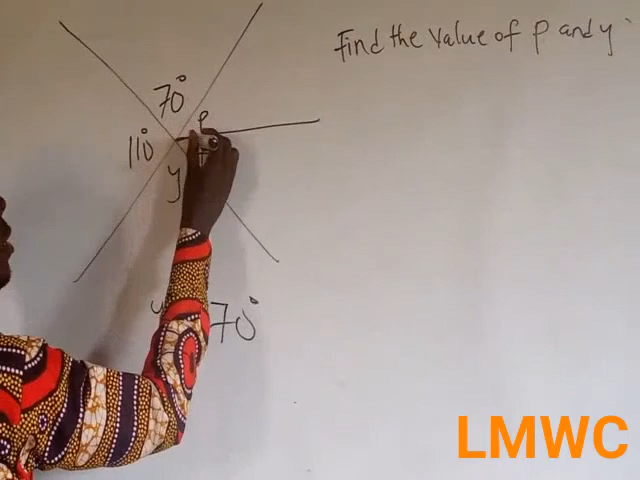 Find the value of p and y
70°
p
110°
y
70°
LMWC